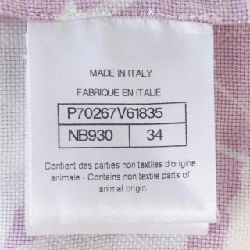 MADE IN ITALY
FABRIQUE EN ITALIE
P70267V61835
NB930 34
Contient des parties non textiles d'origine
animale - Contains non textile parts of
animal origin